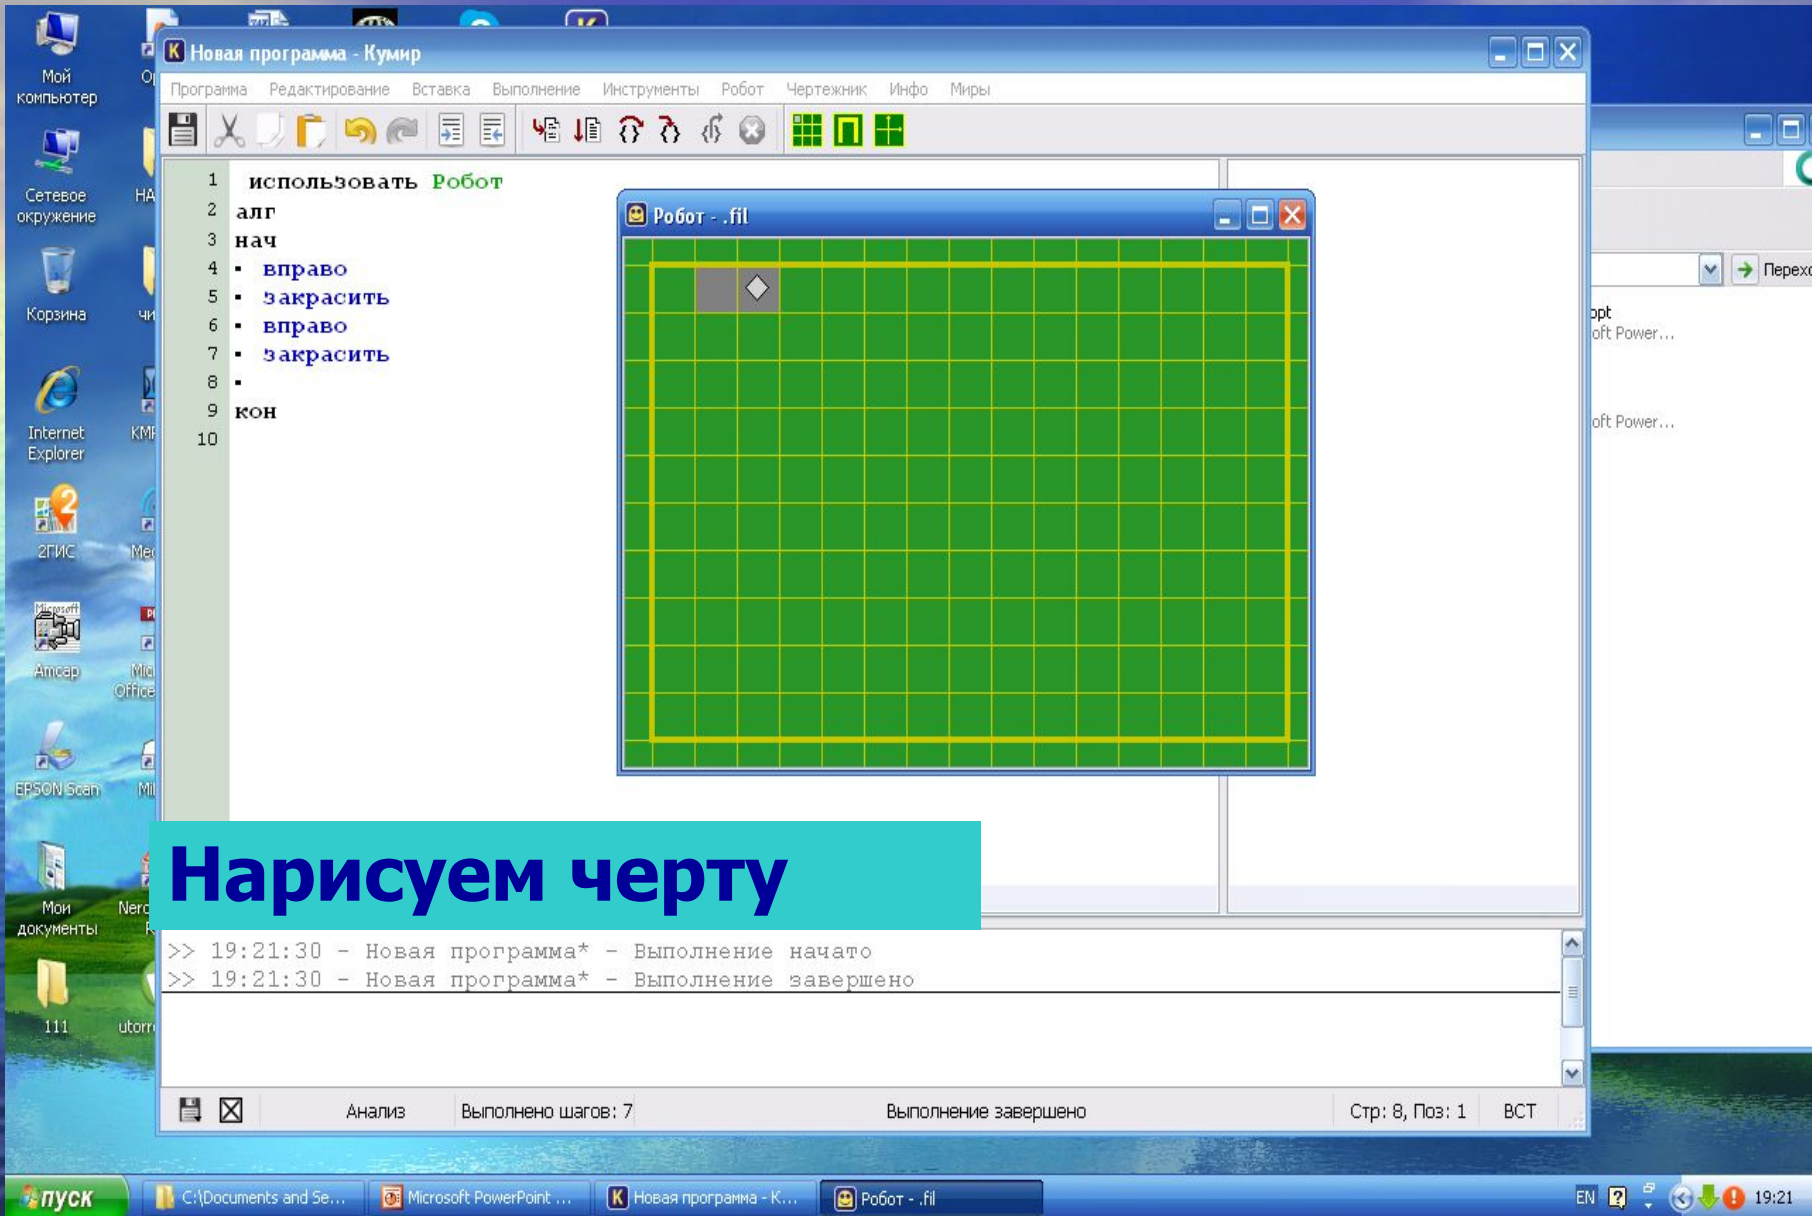 Мой
компьютер
Сетевое
окружение
Корзина
Internet
Explorer
2ГИС
Amcap
EPSON Scan
Мои
документы
111
Новая программа - Кумир
Программа Редактирование Вставка Выполнение Инструменты Робот Чертежник Инфо Миры
1 использовать Робот
2 алг
3 нач
4 вправо
5 закрасить
6 вправо
7 закрасить
8
9 кон
10
Робот - .fil
Нарисуем черту
>> 19:21:30 - Новая программа* - Выполнение начато
>> 19:21:30 - Новая программа* - Выполнение завершено
Анализ Выполнено шагов: 7 Выполнение завершено Стр: 8, Поз: 1 ВСТ
oft Power...
oft Power...
пуск C:\Documents and Se... Microsoft PowerPoint ... Новая программа - К... Робот - .fil EN 19:21